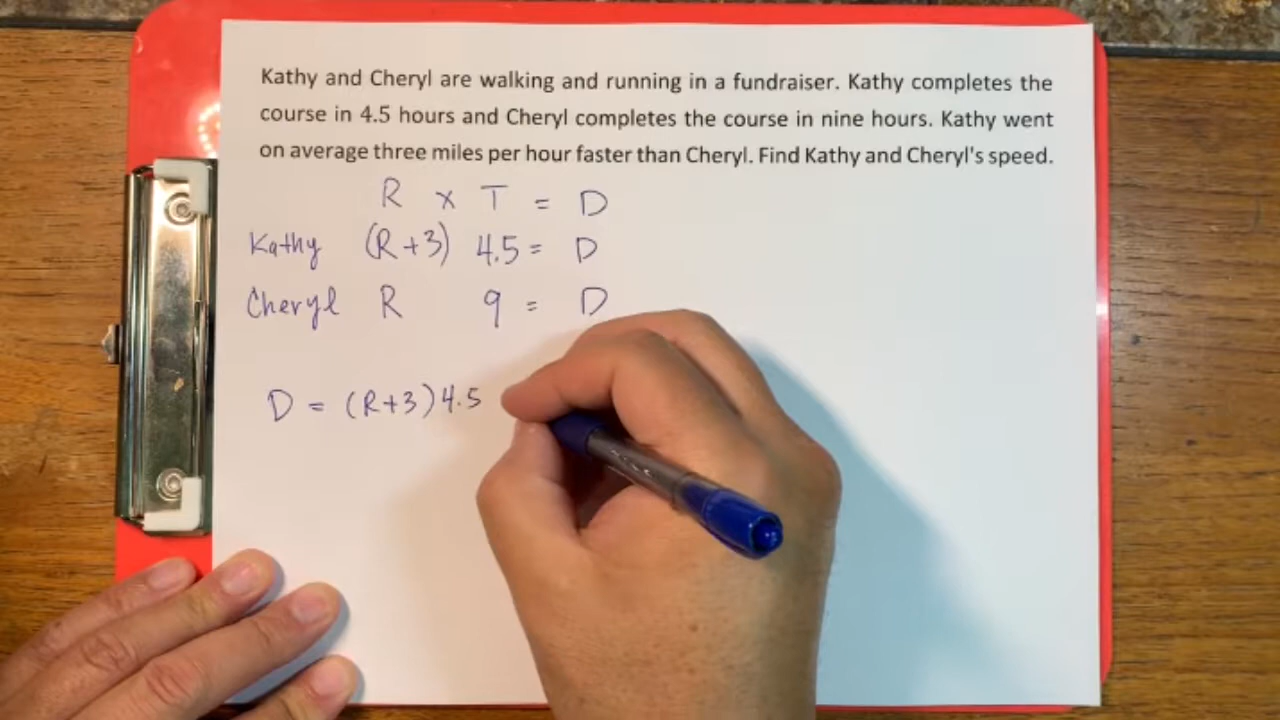 Kathy and Cheryl are walking and running in a fundraiser. Kathy completes the
course in 4.5 hours and Cheryl completes the course in nine hours. Kathy went
on average three miles per hour faster than Cheryl. Find Kathy and Cheryl's speed.
R x T = D
Kathy (R+3) 4.5 = D
Cheryl R 9 = D
D = (R+3)4.5